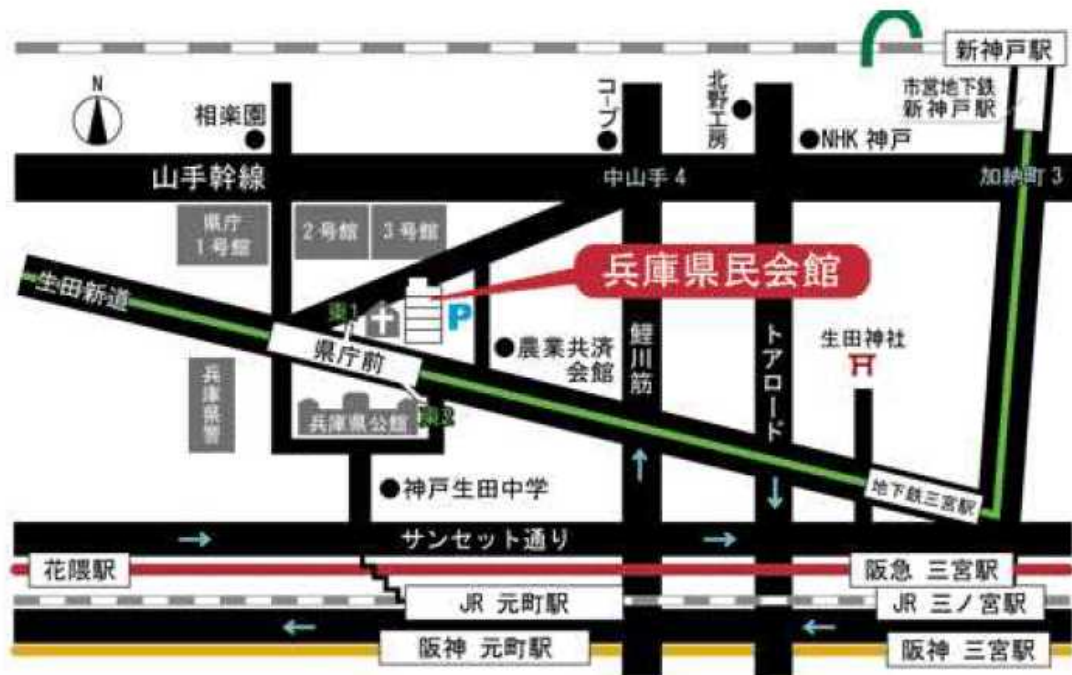 新神戸駅
N
相楽園
コープ
北野工房
市営地下鉄
新神戸駅
NHK 神戸
山手幹線
中山手 4
加納町 3
県庁
1号館
2号館
3号館
兵庫県民会館
生田新道
東1
P
県庁前
農業共済
会館
鯉川筋
トアロード
生田神社
兵庫県警
兵庫県公館
東2
神戸生田中学
地下鉄三宮駅
サンセット通り
花隈駅
阪急 三宮駅
JR 元町駅
JR 三ノ宮駅
阪神 元町駅
阪神 三宮駅